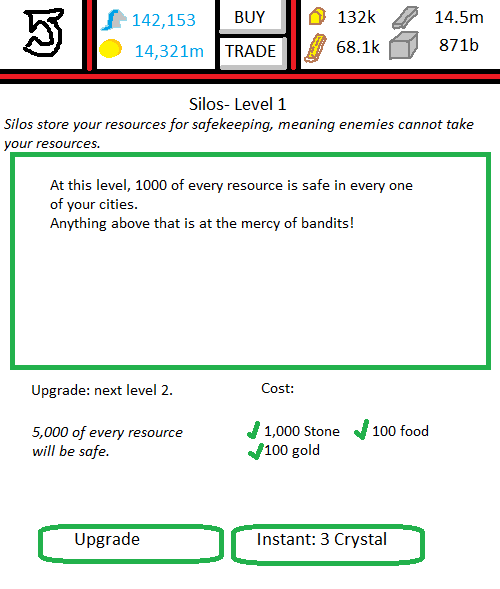 5
142,153
14,321m
BUY
TRADE
132k
14.5m
68.1k
871b
Silos- Level 1
Silos store your resources for safekeeping, meaning enemies cannot take
your resources.
At this level, 1000 of every resource is safe in every one
of your cities.
Anything above that is at the mercy of bandits!
Upgrade: next level 2.
Cost:
5,000 of every resource
will be safe.
1,000 Stone
100 food
100 gold
Upgrade
Instant: 3 Crystal